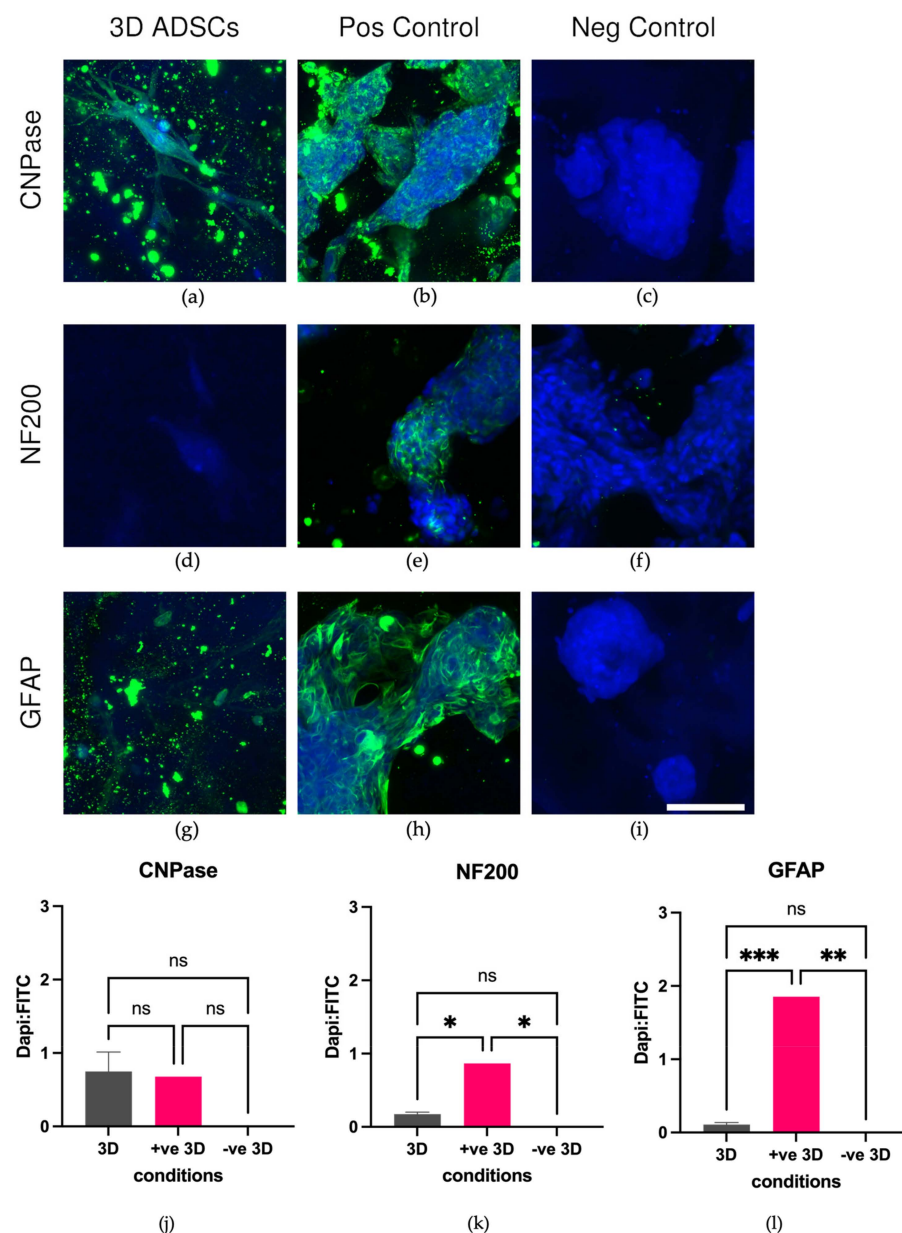 3D ADSCs Pos Control Neg Control
CNPase
(a) (b) (c)
NF200
(d) (e) (f)
GFAP
(g) (h) (i)
CNPase
3
2
1
0
Dapi:FITC
ns
ns ns
3D +ve 3D -ve 3D
conditions
(j)
NF200
3
2
1
0
Dapi:FITC
ns
* *
3D +ve 3D -ve 3D
conditions
(k)
GFAP
3
2
1
0
Dapi:FITC
ns
*** **
3D +ve 3D -ve 3D
conditions
(l)